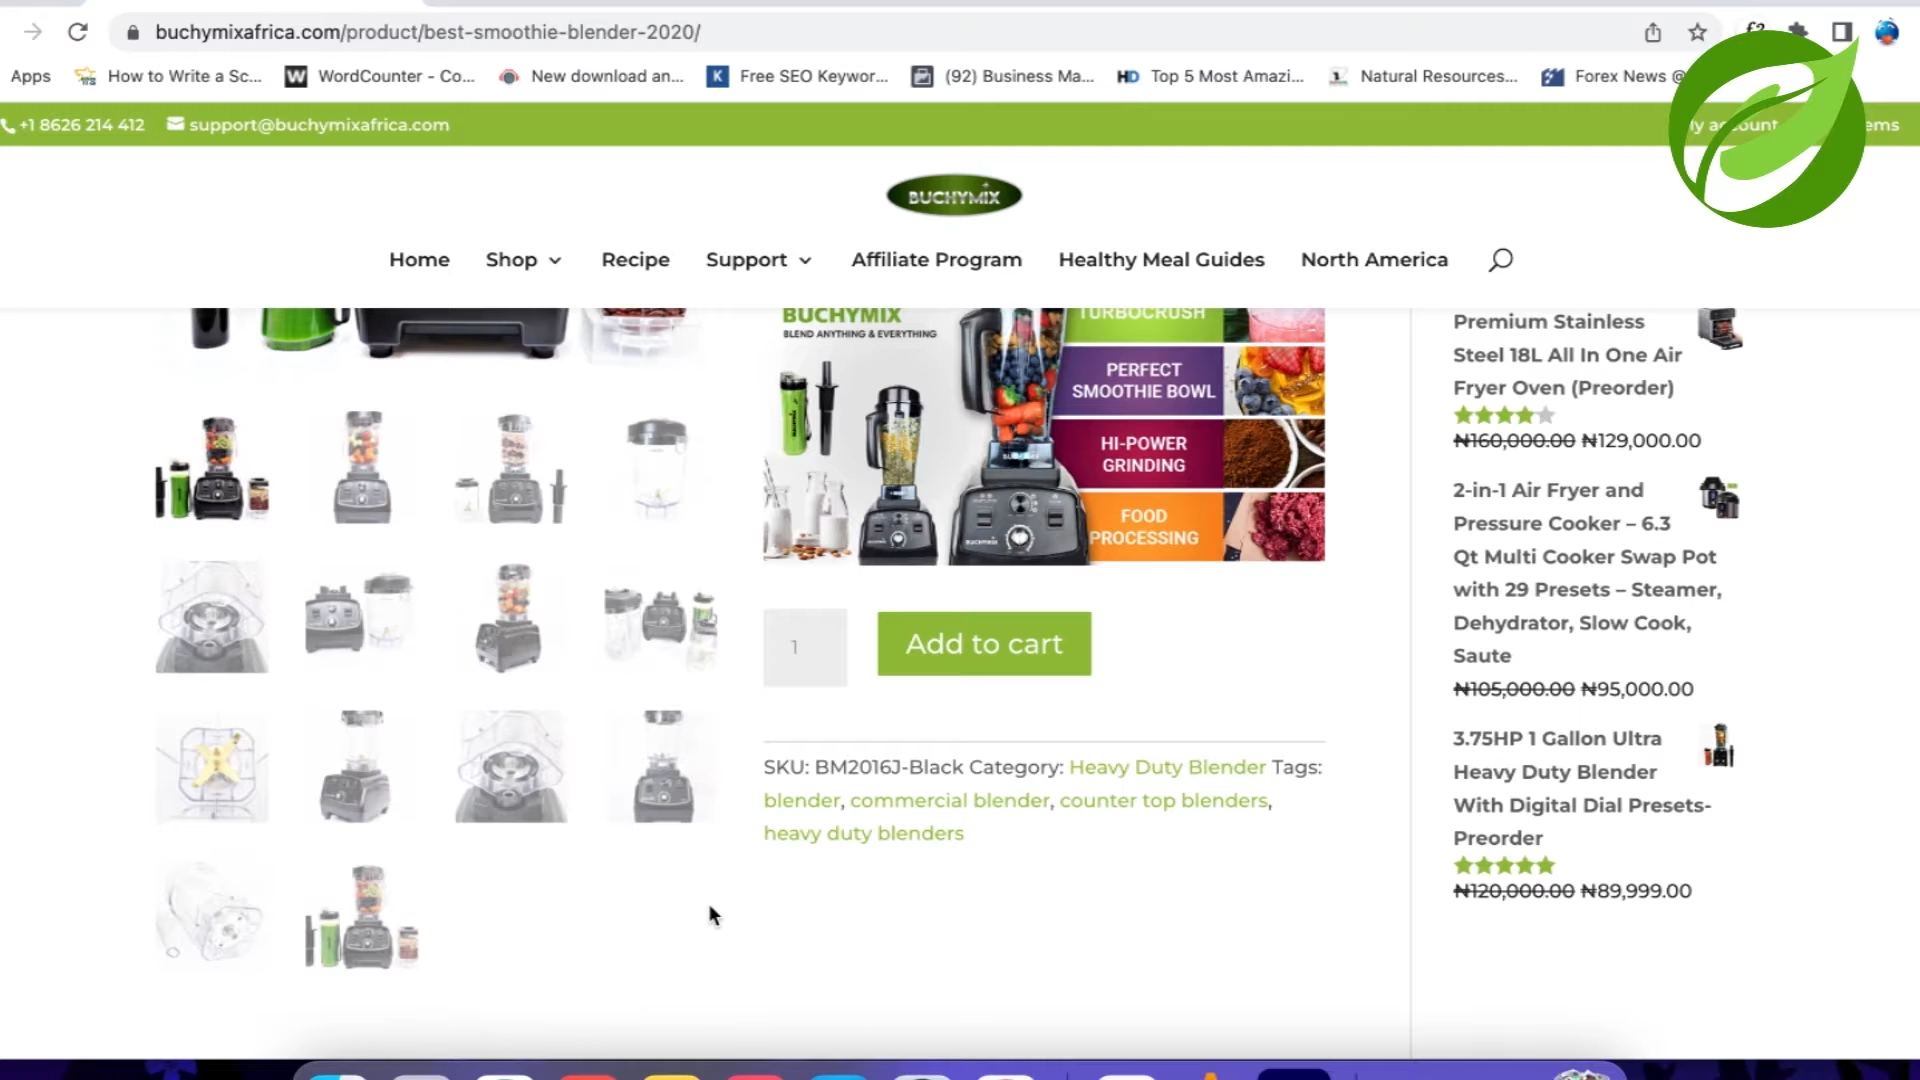 buchymixafrica.com/product/best-smoothie-blender-2020/
Apps How to Write a Sc... WordCounter - Co... New download an... Free SEO Keywor... (92) Business Ma... Top 5 Most Amazi... Natural Resources... Forex News @
+1 8626 214 412 support@buchymixafrica.com
account
BUCHYMIX
Home Shop Recipe Support Affiliate Program Healthy Meal Guides North America
BUCHYMIX
BLEND ANYTHING & EVERYTHING
TURBOCRUSH
PERFECT
SMOOTHIE BOWL
HI-POWER
GRINDING
FOOD
PROCESSING
1
Add to cart
SKU: BM2016J-Black Category: Heavy Duty Blender Tags:
blender, commercial blender, counter top blenders,
heavy duty blenders
Premium Stainless
Steel 18L All In One Air
Fryer Oven (Preorder)
₦160,000.00 ₦129,000.00
2-in-1 Air Fryer and
Pressure Cooker – 6.3
Qt Multi Cooker Swap Pot
with 29 Presets – Steamer,
Dehydrator, Slow Cook,
Saute
₦105,000.00 ₦95,000.00
3.75HP 1 Gallon Ultra
Heavy Duty Blender
With Digital Dial Presets-
Preorder
₦120,000.00 ₦89,999.00